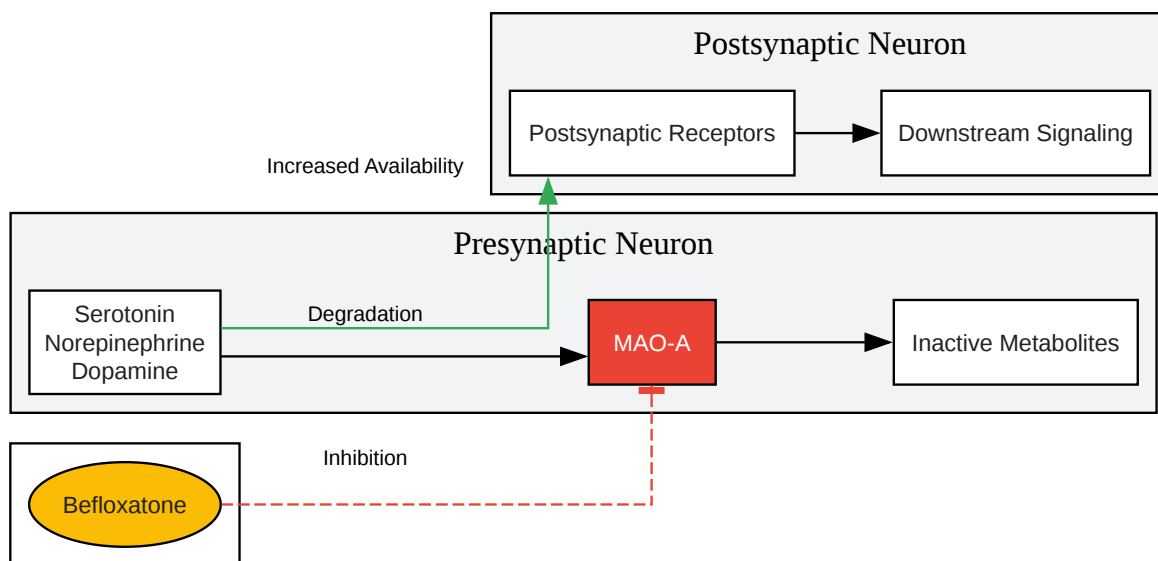 Postsynaptic Neuron
Postsynaptic Receptors
Downstream Signaling
Increased Availability
Presynaptic Neuron
Serotonin
Norepinephrine
Dopamine
Degradation
MAO-A
Inactive Metabolites
Inhibition
Befloxatone